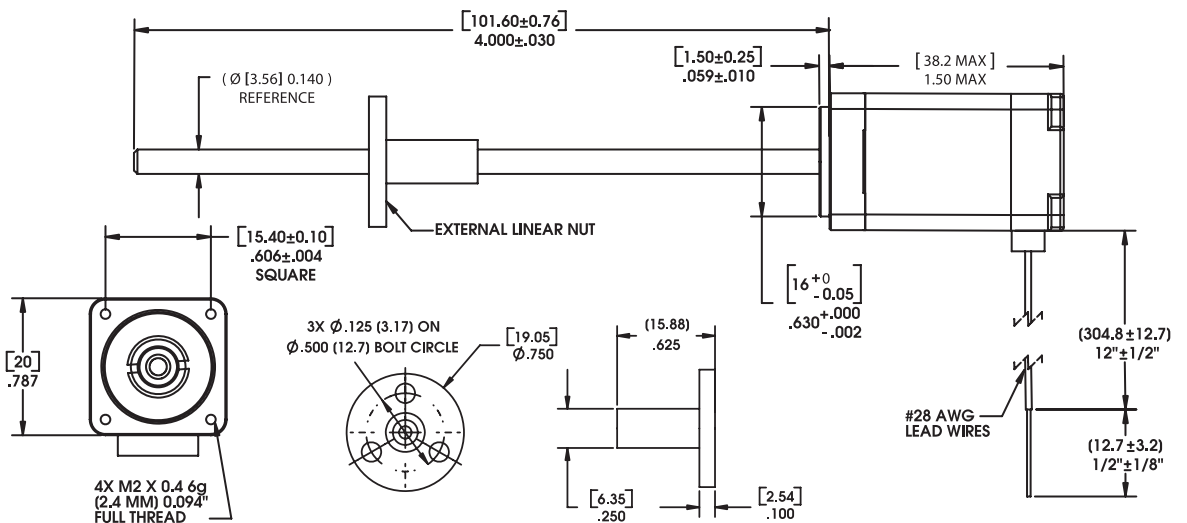 [101.60±0.76]
4.000±.030
[1.50±0.25]
.059±.010
[ 38.2 MAX ]
1.50 MAX
( Ø [3.56] 0.140 )
REFERENCE
EXTERNAL LINEAR NUT
[15.40±0.10]
.606±.004
SQUARE
[16 +0 - 0.05]
.630 +.000 -.002
[20]
.787
3X Ø.125 (3.17) ON
Ø.500 (12.7) BOLT CIRCLE
[19.05]
Ø.750
(15.88)
.625
(304.8±12.7)
12"±1/2"
#28 AWG
LEAD WIRES
(12.7±3.2)
1/2"±1/8"
4X M2 X 0.4 6g
(2.4 MM) 0.094"
FULL THREAD
[6.35]
.250
[2.54]
.100